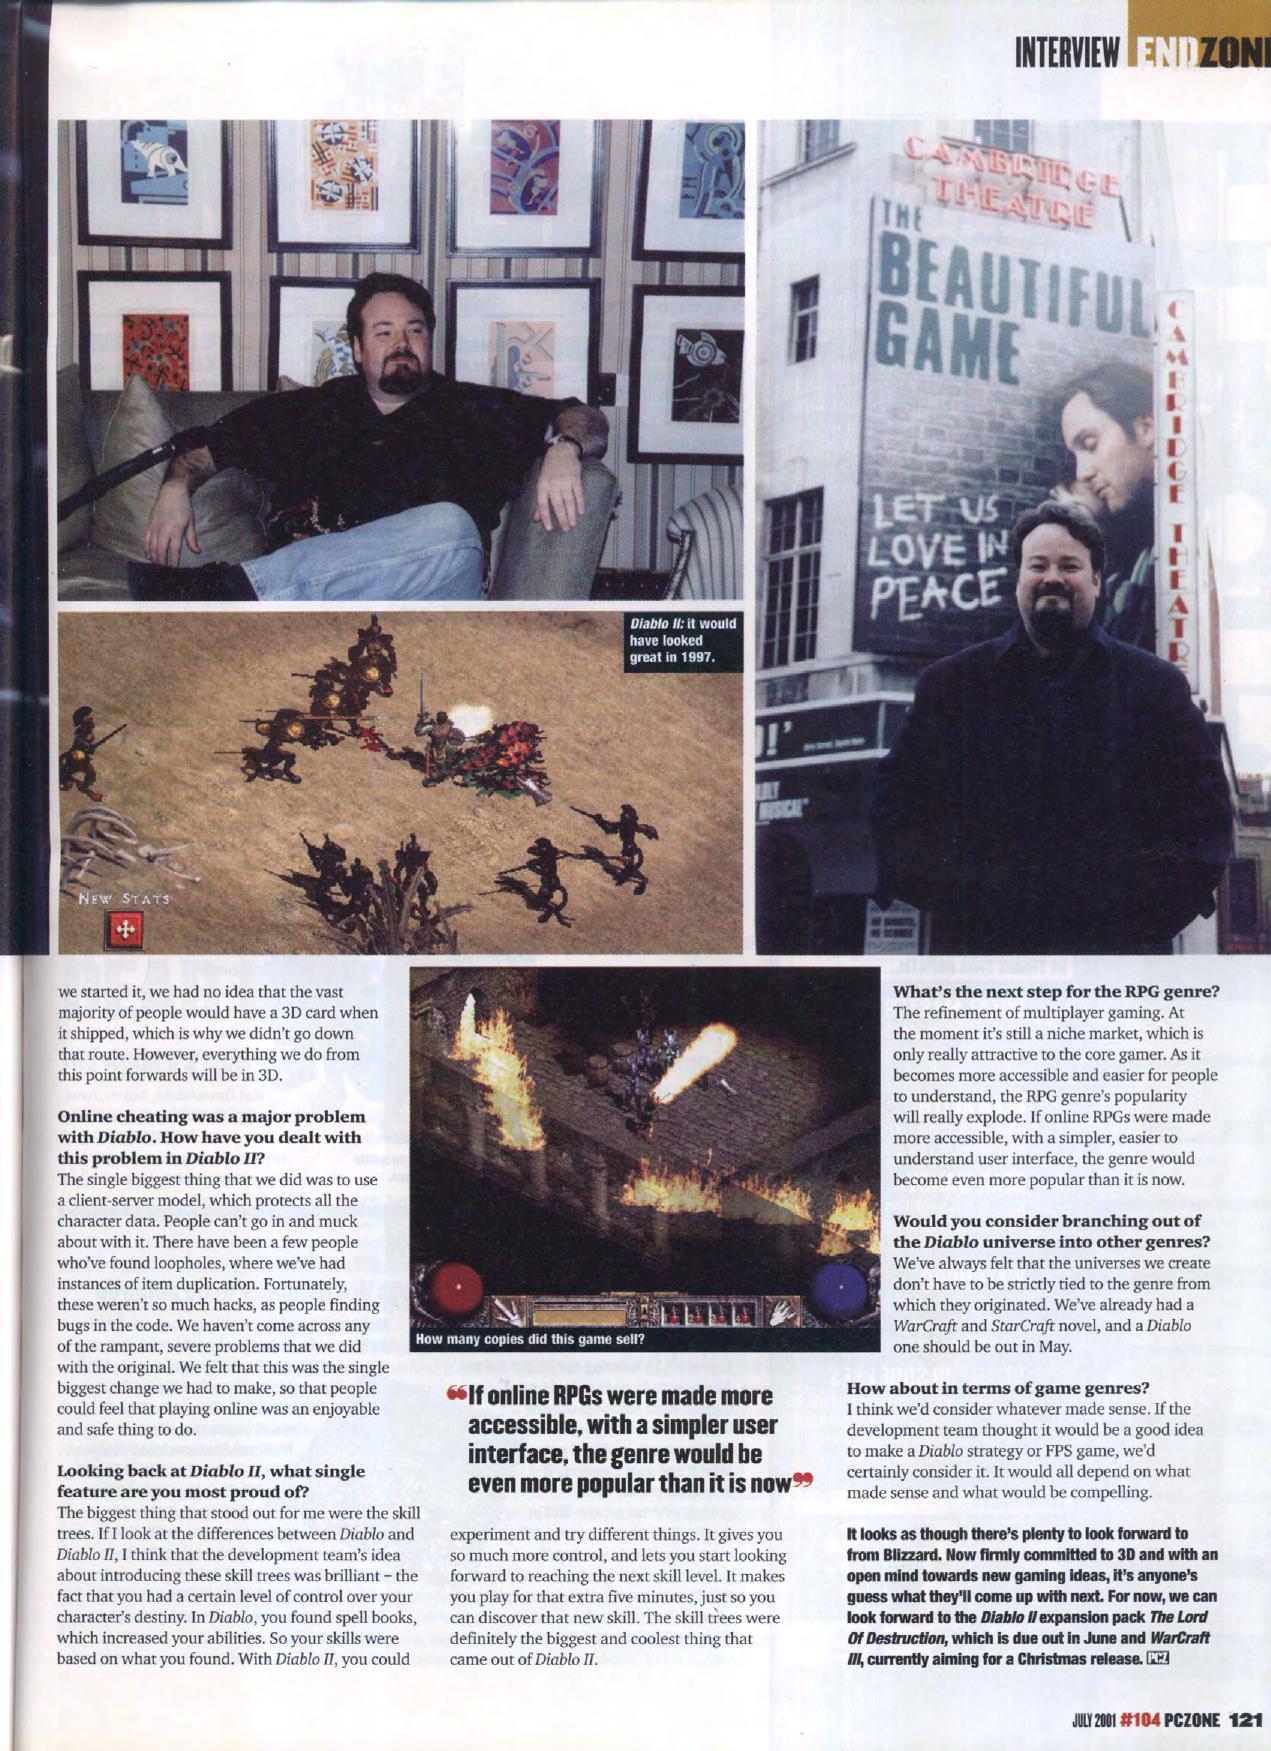 INTERVIEW ENDZON
CAMBRIDGE
THEATRE
THE
BEAUTIFUL
GAME
LET US
LOVE IN
PEACE
CAMBRIDGE THEATR
Diablo II: it would
have looked
great in 1997.
NEW STATS
How many copies did this game sell?
we started it, we had no idea that the vast
majority of people would have a 3D card when
it shipped, which is why we didn't go down
that route. However, everything we do from
this point forwards will be in 3D.
Online cheating was a major problem
with Diablo. How have you dealt with
this problem in Diablo II?
The single biggest thing that we did was to use
a client-server model, which protects all the
character data. People can't go in and muck
about with it. There have been a few people
who've found loopholes, where we've had
instances of item duplication. Fortunately,
these weren't so much hacks, as people finding
bugs in the code. We haven't come across any
of the rampant, severe problems that we did
with the original. We felt that this was the single
biggest change we had to make, so that people
could feel that playing online was an enjoyable
and safe thing to do.
Looking back at Diablo II, what single
feature are you most proud of?
The biggest thing that stood out for me were the skill
trees. If I look at the differences between Diablo and
Diablo II, I think that the development team's idea
about introducing these skill trees was brilliant – the
fact that you had a certain level of control over your
character's destiny. In Diablo, you found spell books,
which increased your abilities. So your skills were
based on what you found. With Diablo II, you could
“If online RPGs were made more
accessible, with a simpler user
interface, the genre would be
even more popular than it is now”
experiment and try different things. It gives you
so much more control, and lets you start looking
forward to reaching the next skill level. It makes
you play for that extra five minutes, just so you
can discover that new skill. The skill trees were
definitely the biggest and coolest thing that
came out of Diablo II.
What's the next step for the RPG genre?
The refinement of multiplayer gaming. At
the moment it's still a niche market, which is
only really attractive to the core gamer. As it
becomes more accessible and easier for people
to understand, the RPG genre's popularity
will really explode. If online RPGs were made
more accessible, with a simpler, easier to
understand user interface, the genre would
become even more popular than it is now.
Would you consider branching out of
the Diablo universe into other genres?
We've always felt that the universes we create
don't have to be strictly tied to the genre from
which they originated. We've already had a
WarCraft and StarCraft novel, and a Diablo
one should be out in May.
How about in terms of game genres?
I think we'd consider whatever made sense. If the
development team thought it would be a good idea
to make a Diablo strategy or FPS game, we'd
certainly consider it. It would all depend on what
made sense and what would be compelling.
It looks as though there's plenty to look forward to
from Blizzard. Now firmly committed to 3D and with an
open mind towards new gaming ideas, it's anyone's
guess what they'll come up with next. For now, we can
look forward to the Diablo II expansion pack The Lord
Of Destruction, which is due out in June and WarCraft
III, currently aiming for a Christmas release. PCZ
JULY 2001 #104 PCZONE 121